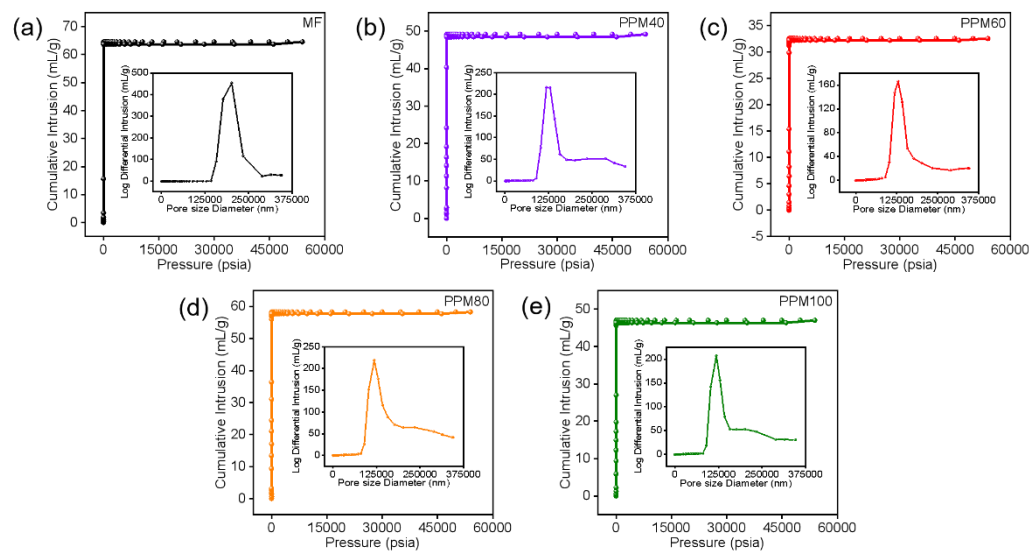 (a)
MF
Cumulative Intrusion (mL/g)
70
60
50
40
30
20
10
0
0 15000 30000 45000 60000
Pressure (psia)
Log Differential Intrusion (mL/g)
500
400
300
200
100
0
0 125000 250000 375000
Pore size Diameter (nm)
(b)
PPM40
Cumulative Intrusion (mL/g)
50
40
30
20
10
0
0 15000 30000 45000 60000
Pressure (psia)
Log Differential Intrusion (mL/g)
250
200
150
100
50
0
0 125000 250000 375000
Pore size Diameter (nm)
(c)
PPM60
Cumulative Intrusion (mL/g)
35
30
25
20
15
10
5
0
-5
0 15000 30000 45000 60000
Pressure (psia)
Log Differential Intrusion (mL/g)
160
120
80
40
0
0 125000 250000 375000
Pore size Diameter (nm)
(d)
PPM80
Cumulative Intrusion (mL/g)
60
50
40
30
20
10
0
0 15000 30000 45000 60000
Pressure (psia)
Log Differential Intrusion (mL/g)
250
200
150
100
50
0
0 125000 250000 375000
Pore size Diameter (nm)
(e)
PPM100
Cumulative Intrusion (mL/g)
50
40
30
20
10
0
0 15000 30000 45000 60000
Pressure (psia)
Log Differential Intrusion (mL/g)
200
150
100
50
0
0 125000 250000 375000
Pore size Diameter (nm)